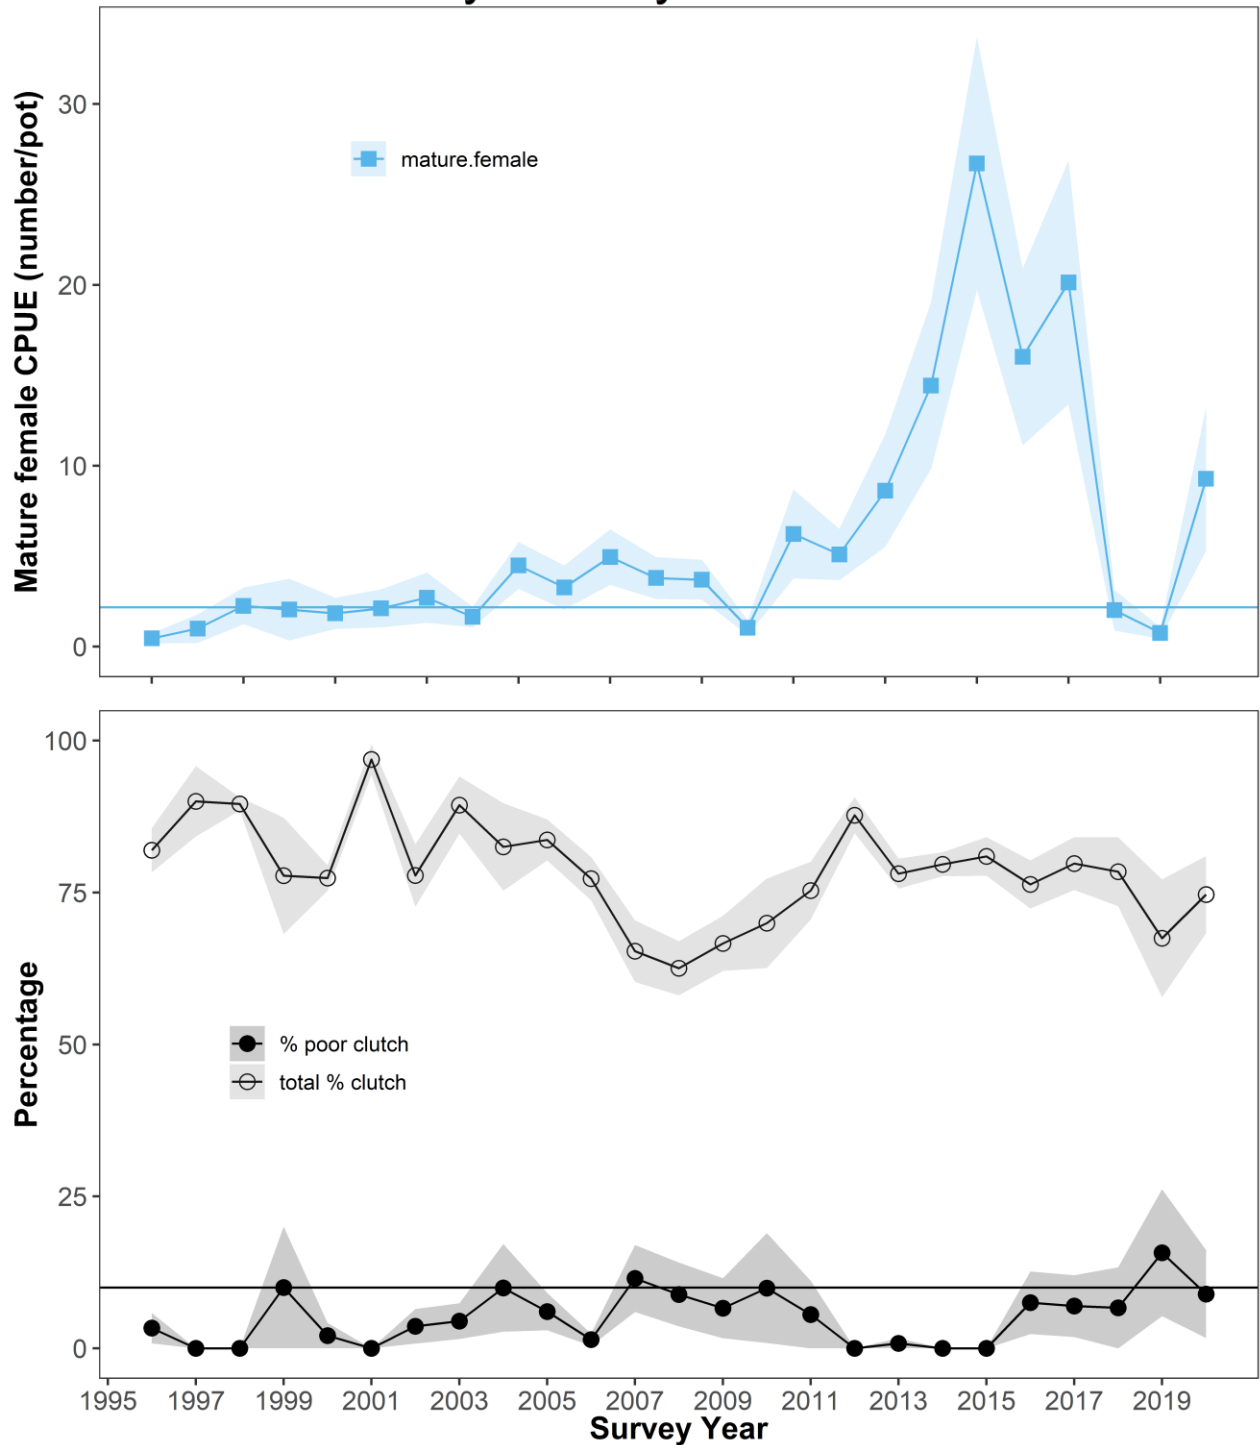 Mature female CPUE (number/pot)
30
20
10
0
mature.female
Percentage
100
75
50
25
0
% poor clutch
total % clutch
1995 1997 1999 2001 2003 2005 2007 2009 2011 2013 2015 2017 2019
Survey Year